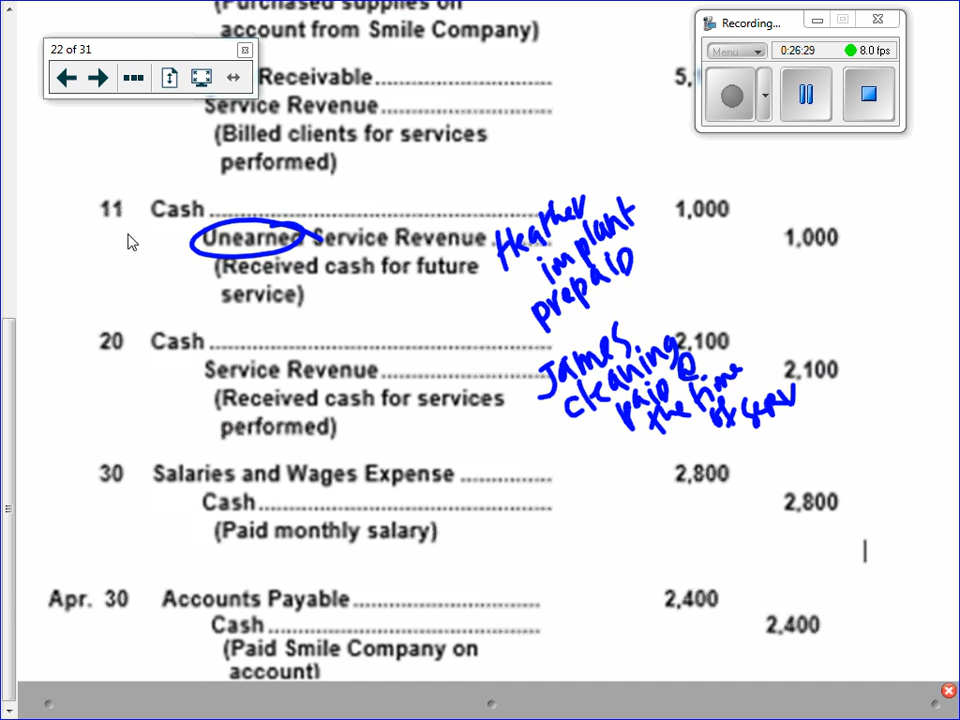 (Purchased supplies on
account from Smile Company)
Recording...
22 of 31
Menu
0:26:29
8.0 fps
Receivable .................... 5,
Service Revenue ....................
(Billed clients for services
performed)
11 Cash .................... 1,000
Unearned Service Revenue .......... 1,000
(Received cash for future
service)
Heather
implant
prepaid
20 Cash .................... 2,100
Service Revenue .................... 2,100
(Received cash for services
performed)
James.
cleaning
paid @
the time
of serv
30 Salaries and Wages Expense ............... 2,800
Cash .................... 2,800
(Paid monthly salary)
Apr. 30 Accounts Payable .................... 2,400
Cash .................... 2,400
(Paid Smile Company on
account)